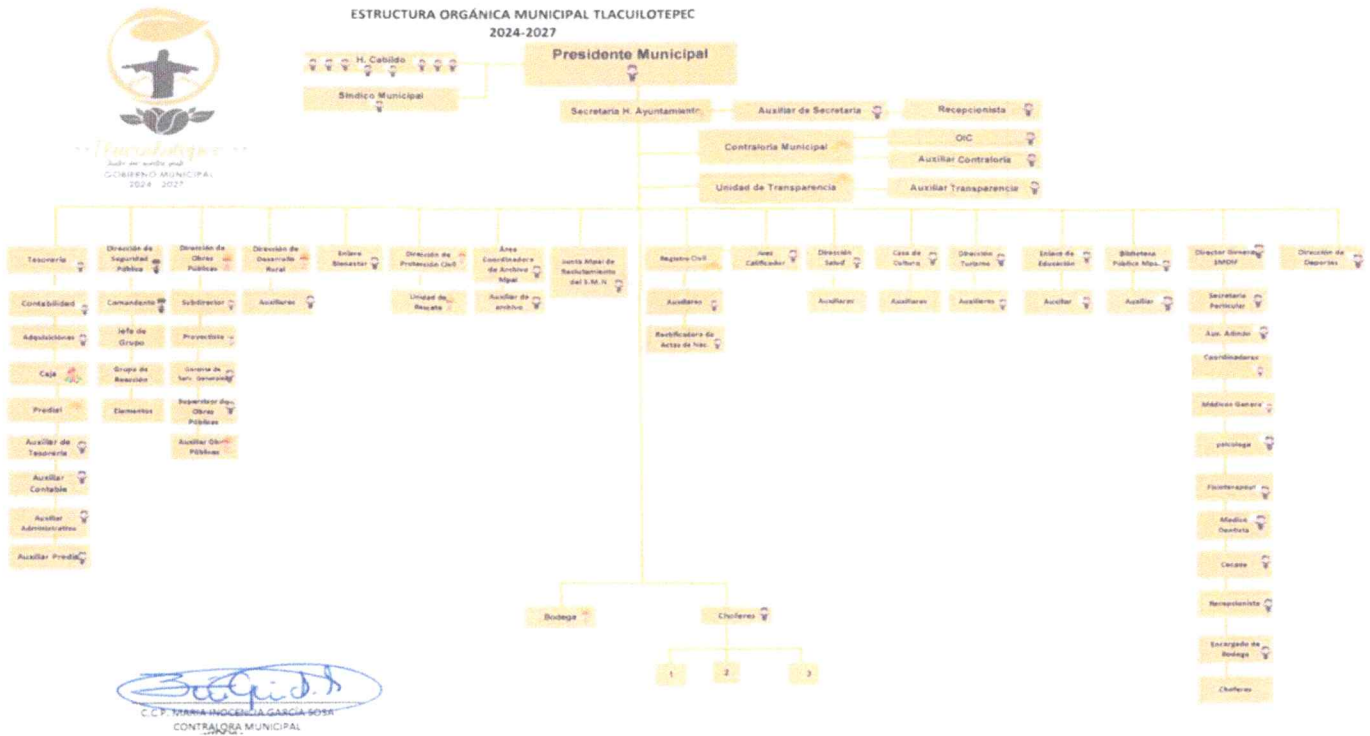 ESTRUCTURA ORGÁNICA MUNICIPAL TLACUILOTEPEC
2024-2027
GOBIERNO MUNICIPAL
2024 - 2027
Presidente Municipal
H. Cabildo
Síndico Municipal
Secretaria H. Ayuntamiento
Auxiliar de Secretaria
Recepcionista
Contraloría Municipal
OIC
Auxiliar Contraloría
Unidad de Transparencia
Auxiliar Transparencia
Tesorería
Contabilidad
Adquisiciones
Caja
Predial
Auxiliar de
Tesorería
Auxiliar
Contable
Auxiliar
Administrativo
Auxiliar Predial
Dirección de
Seguridad
Pública
Comandante
Jefe de
Grupo
Grupo de
Reacción
Elementos
Dirección de
Obras
Públicas
Subdirector
Proyectista
Gerente de
Serv. Generales
Supervisor de
Obras
Públicas
Auxiliar Obras
Públicas
Dirección de
Desarrollo
Rural
Auxiliares
Enlace
Bienestar
Dirección de
Protección Civil
Unidad de
Rescate
Área
Coordinadora
de Archivo
Mpal
Auxiliar de
archivo
Junta Mpal de
Reclutamiento
del S.M.N
Registro Civil
Auxiliares
Rectificadora de
Actas de Nac.
Juez
Calificador
Dirección
Salud
Auxiliares
Casa de
Cultura
Auxiliares
Dirección
Turismo
Auxiliares
Enlace de
Educación
Auxiliar
Biblioteca
Pública Mpa.
Auxiliar
Director General
SMDIF
Secretaria
Particular
Aux. Admón
Coordinadores
Médicos General
psicologa
Fisioterapeuta
Medico
Dentista
Cocina
Recepcionista
Encargado de
Bodega
Choferes
Dirección de
Deportes
Bodega
Choferes
1
2
3
C.C.P. MARIA INOCENCIA GARCÍA SOSA
CONTRALORA MUNICIPAL